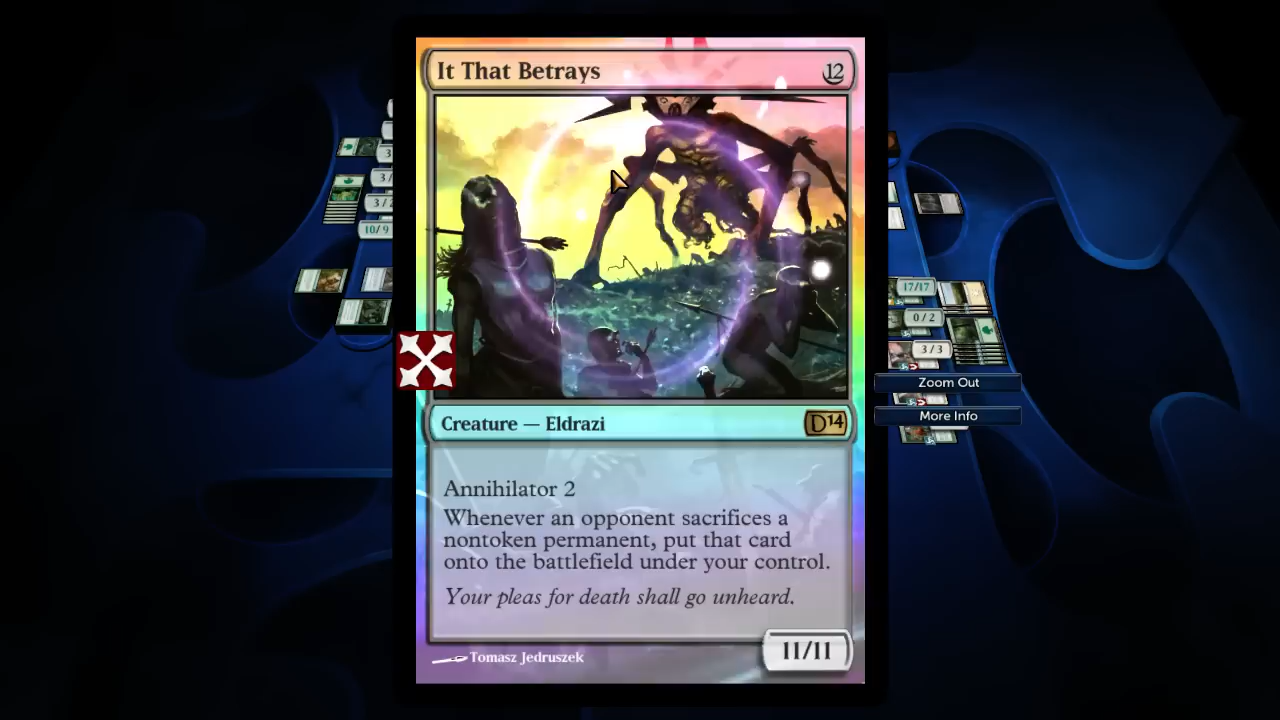 It That Betrays
12
Creature — Eldrazi
D14
Annihilator 2
Whenever an opponent sacrifices a
nontoken permanent, put that card
onto the battlefield under your control.
Your pleas for death shall go unheard.
Tomasz Jedruszek
11/11
10/9
17/17
0/2
3/3
Zoom Out
More Info